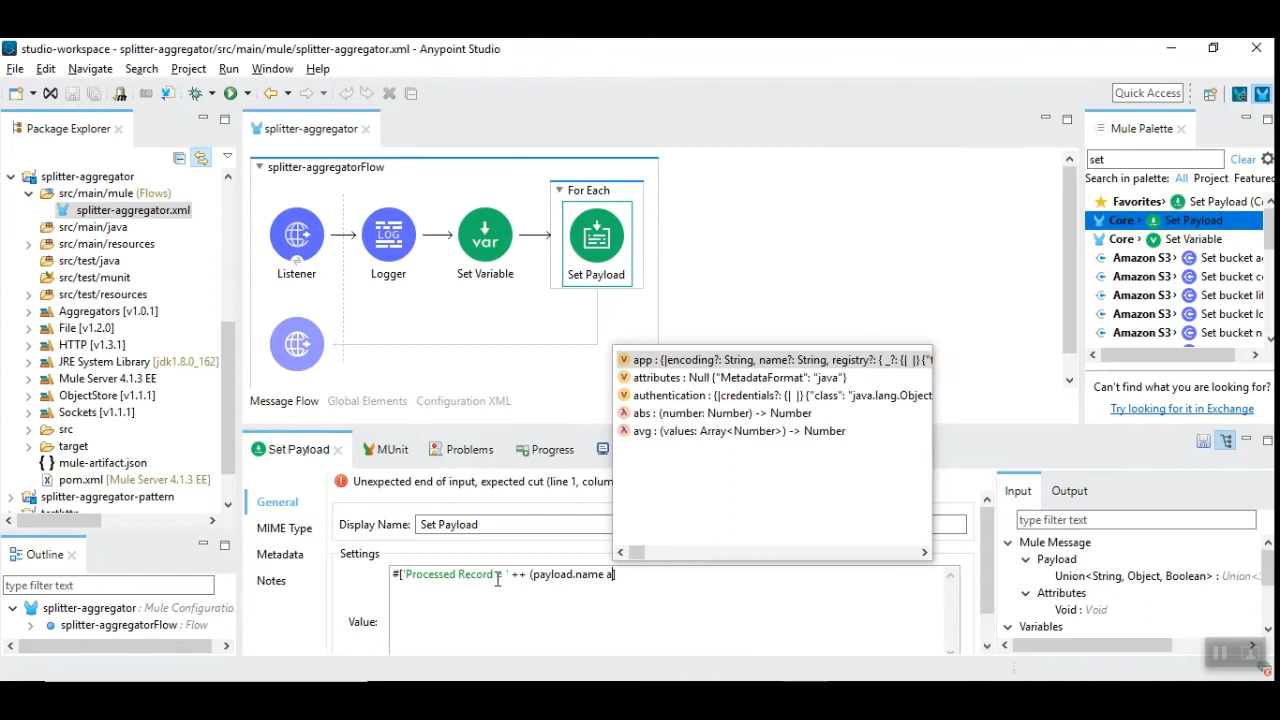 studio-workspace - splitter-aggregator/src/main/mule/splitter-aggregator.xml - Anypoint Studio
File Edit Navigate Search Project Run Window Help
Quick Access
Package Explorer
splitter-aggregator
src/main/mule (Flows)
splitter-aggregator.xml
src/main/java
src/main/resources
src/test/java
src/test/munit
src/test/resources
Aggregators [v1.0.1]
File [v1.2.0]
HTTP [v1.3.1]
JRE System Library [jdk1.8.0_162]
Mule Server 4.1.3 EE
ObjectStore [v1.1.1]
Sockets [v1.1.1]
src
target
mule-artifact.json
pom.xml [Mule Server 4.1.3 EE]
splitter-aggregator-pattern
Outline
type filter text
splitter-aggregator : Mule Configuration
splitter-aggregatorFlow : Flow
splitter-aggregator
splitter-aggregatorFlow
For Each
LOG
var
Listener
Logger
Set Variable
Set Payload
Message Flow Global Elements Configuration XML
app : {|encoding?: String, name?: String, registry?: { _?: {| |} {"t
attributes : Null {"MetadataFormat": "java"}
authentication : {|credentials?: {| |} {"class": "java.lang.Object
abs : (number: Number) -> Number
avg : (values: Array<Number>) -> Number
Set Payload
MUnit
Problems
Progress
Unexpected end of input, expected cut (line 1, colum
General
MIME Type
Metadata
Notes
Display Name: Set Payload
Settings
#['Processed Record : ' ++ (payload.name a]
Value:
Mule Palette
set
Clear
Search in palette: All Project Featured
Favorites> Set Payload (Co
Core> Set Payload
Core> Set Variable
Amazon S3> Set bucket ac
Amazon S3> Set bucket co
Amazon S3> Set bucket lif
Amazon S3> Set bucket lo
Amazon S3> Set bucket n
Can't find what you are looking for?
Try looking for it in Exchange
Input Output
type filter text
Mule Message
Payload
Union<String, Object, Boolean> : Union<
Attributes
Void : Void
Variables